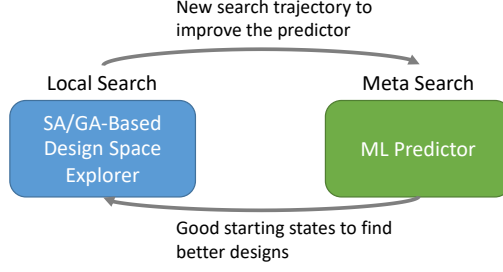 New search trajectory to
improve the predictor
Local Search
Meta Search
SA/GA-Based
Design Space
Explorer
ML Predictor
Good starting states to find
better designs